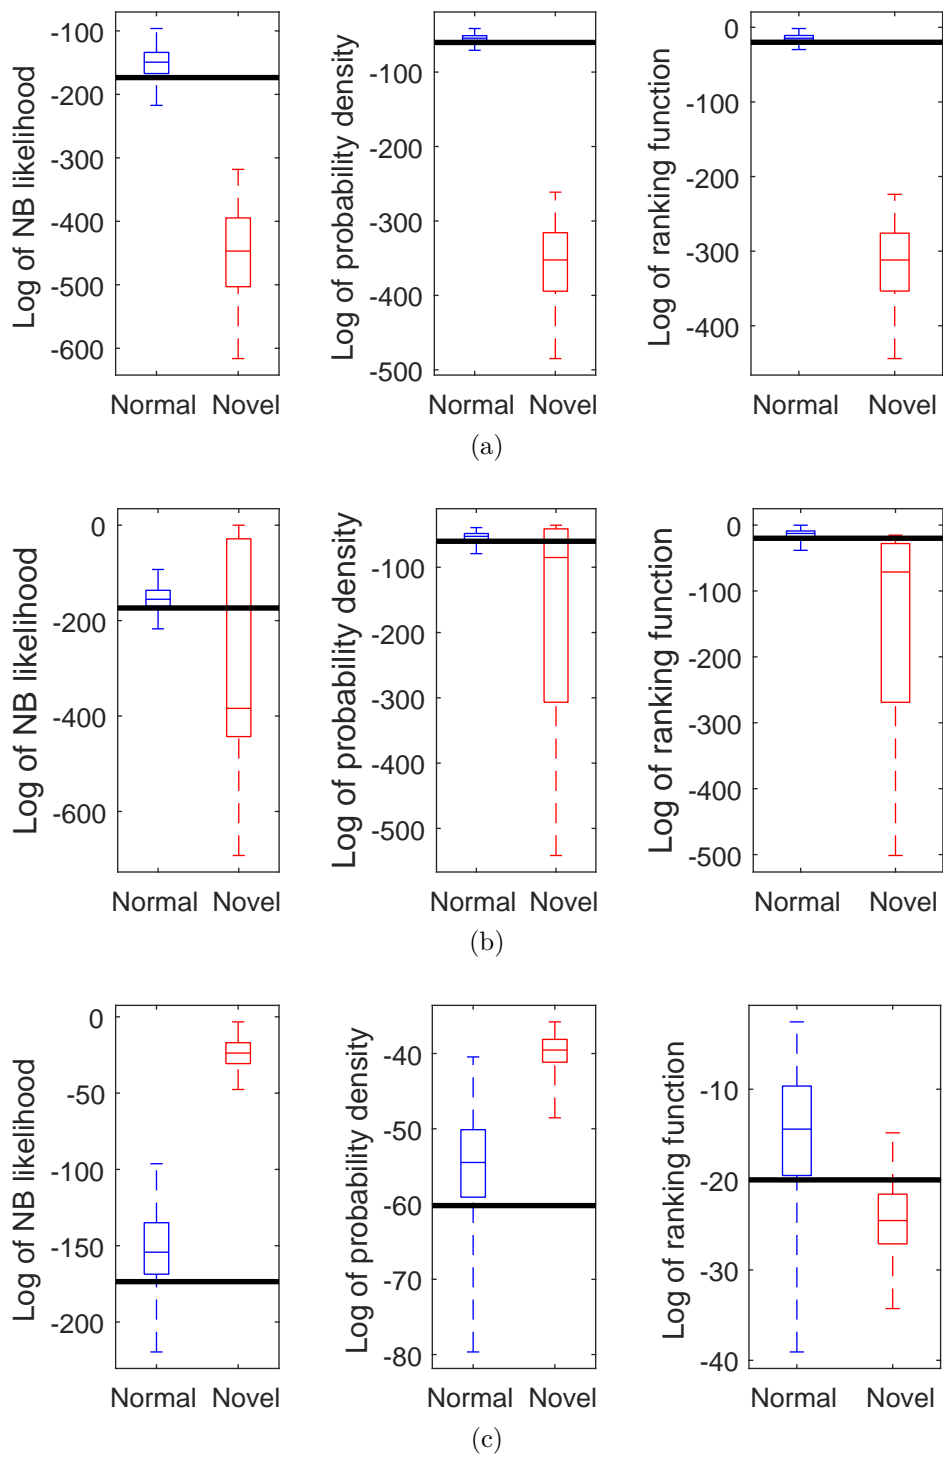 Log of NB likelihood
-100
-200
-300
-400
-500
-600
Normal Novel
Log of probability density
-100
-200
-300
-400
-500
Normal Novel
Log of ranking function
0
-100
-200
-300
-400
Normal Novel
(a)
Log of NB likelihood
0
-200
-400
-600
Normal Novel
Log of probability density
-100
-200
-300
-400
-500
Normal Novel
Log of ranking function
0
-100
-200
-300
-400
-500
Normal Novel
(b)
Log of NB likelihood
0
-50
-100
-150
-200
Normal Novel
Log of probability density
-40
-50
-60
-70
-80
Normal Novel
Log of ranking function
-10
-20
-30
-40
Normal Novel
(c)